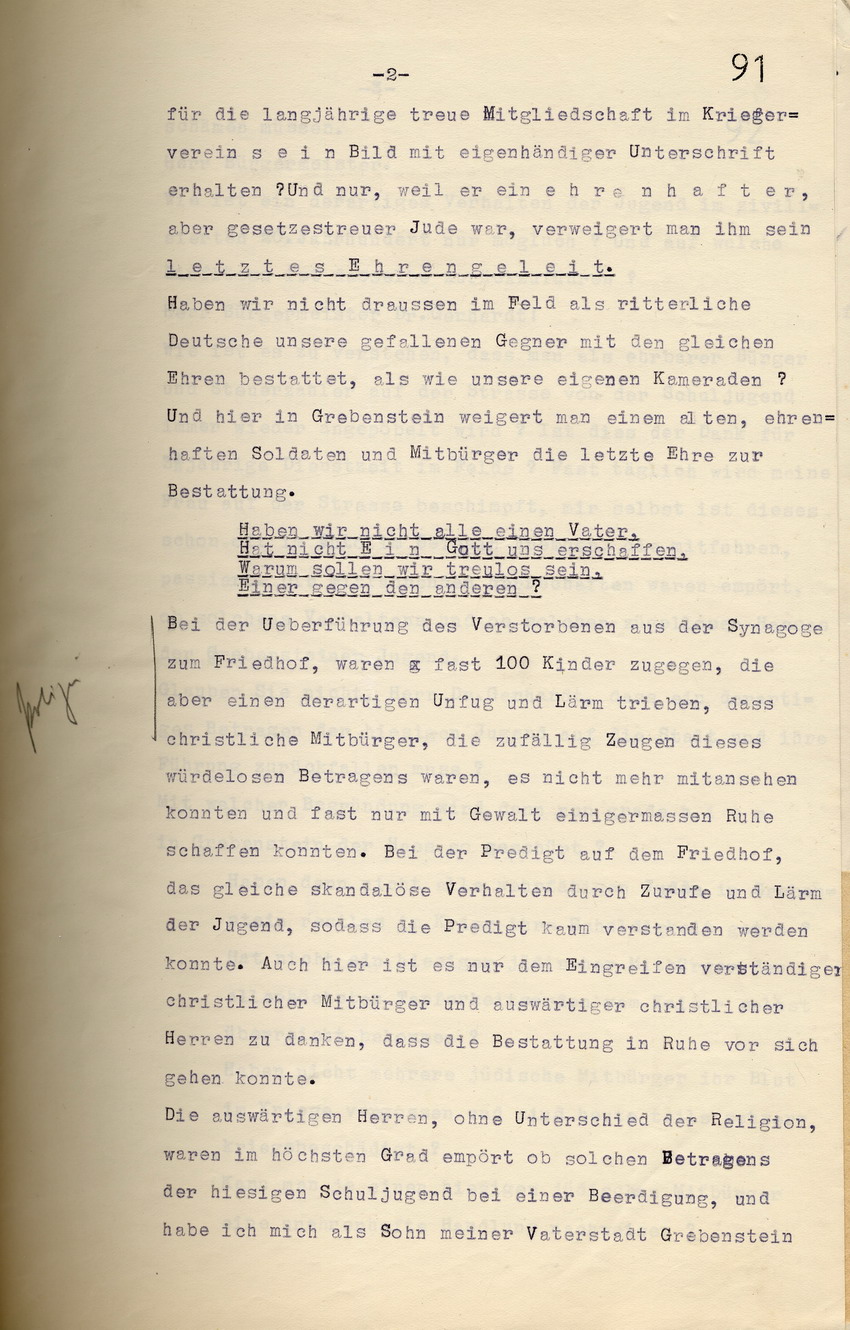 -2-
91
für die langjährige treue Mitgliedschaft im Krieger=
verein s e i n Bild mit eigenhändiger Unterschrift
erhalten ?Und nur, weil er ein e h r e n h a f t e r,
aber gesetzestreuer Jude war, verweigert man ihm sein
l e t z t e s E h r e n g e l e i t.
Haben wir nicht draussen im Feld als ritterliche
Deutsche unsere gefallenen Gegner mit den gleichen
Ehren bestattet, als wie unsere eigenen Kameraden ?
Und hier in Grebenstein weigert man einem alten, ehren=
haften Soldaten und Mitbürger die letzte Ehre zur
Bestattung.
Haben wir nicht alle einen Vater,
Hat nicht E i n Gott uns erschaffen,
Warum sollen wir treulos sein,
Einer gegen den anderen ?
Bei der Ueberführung des Verstorbenen aus der Synagoge
zum Friedhof, waren fast 100 Kinder zugegen, die
aber einen derartigen Unfug und Lärm trieben, dass
christliche Mitbürger, die zufällig Zeugen dieses
würdelosen Betragens waren, es nicht mehr mitansehen
konnten und fast nur mit Gewalt einigermassen Ruhe
schaffen konnten. Bei der Predigt auf dem Friedhof,
das gleiche skandalöse Verhalten durch Zurufe und Lärm
der Jugend, sodass die Predigt kaum verstanden werden
konnte. Auch hier ist es nur dem Eingreifen verständiger
christlicher Mitbürger und auswärtiger christlicher
Herren zu danken, dass die Bestattung in Ruhe vor sich
gehen konnte.
Die auswärtigen Herren, ohne Unterschied der Religion,
waren im höchsten Grad empört ob solchen Betragens
der hiesigen Schuljugend bei einer Beerdigung, und
habe ich mich als Sohn meiner Vaterstadt Grebenstein